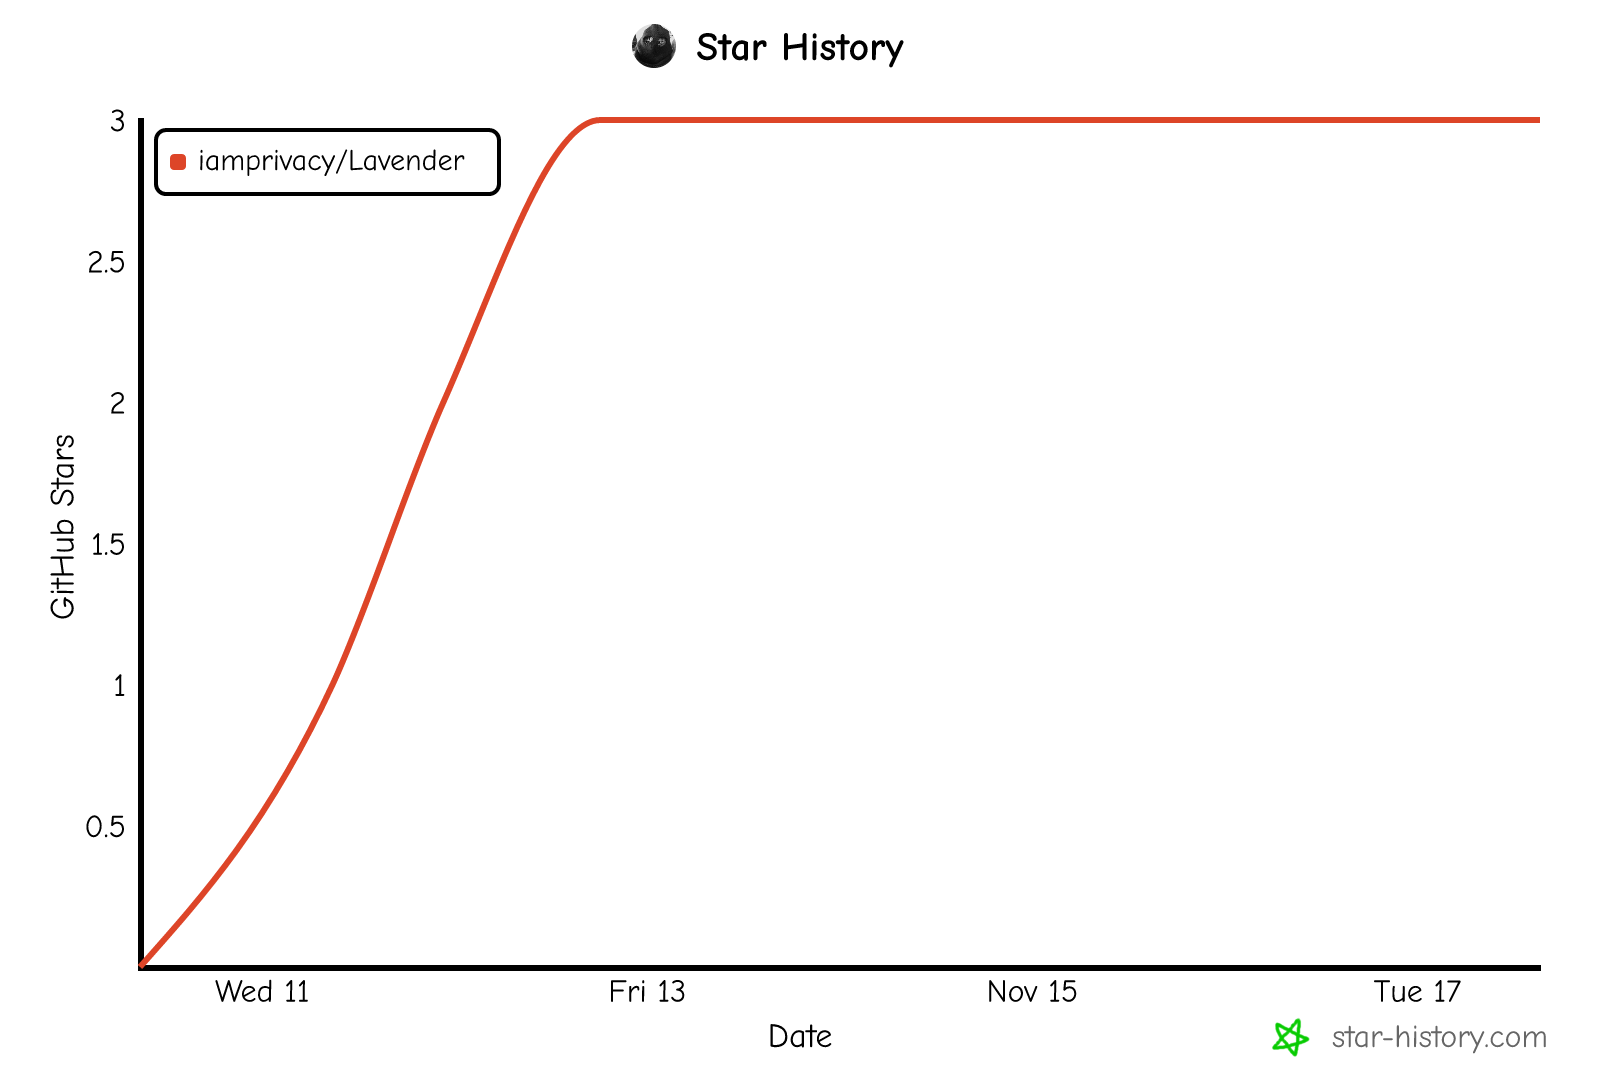 Star History
iamprivacy/Lavender
3
2.5
2
1.5
1
0.5
GitHub Stars
Wed 11
Fri 13
Nov 15
Tue 17
Date
star-history.com